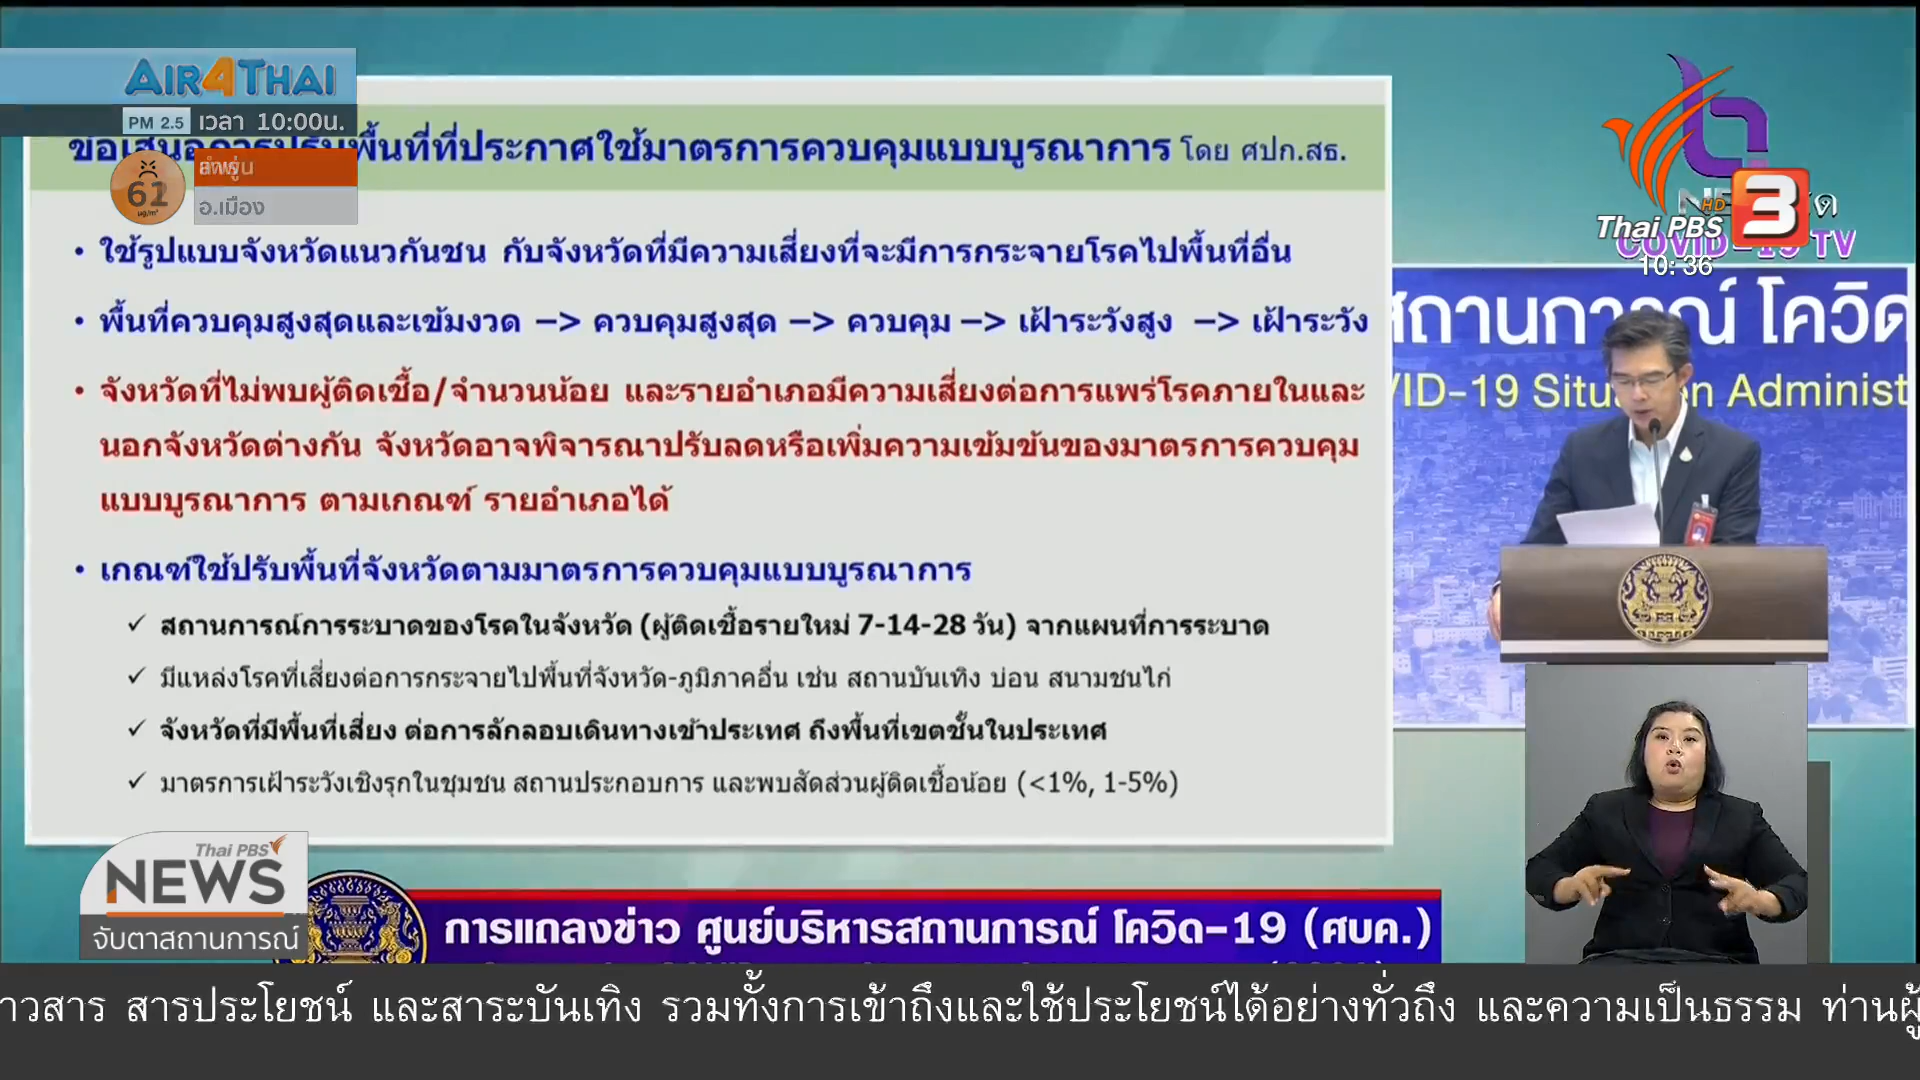 AIR4THAI
PM 2.5 เวลา 10:00น.
61
µg/m³
อ.เมือง
ข้อเสนอการปรับพื้นที่ที่ประกาศใช้มาตรการควบคุมแบบบูรณาการ โดย ศปก.สธ.
• ใช้รูปแบบจังหวัดแนวกันชน กับจังหวัดที่มีความเสี่ยงที่จะมีการกระจายโรคไปพื้นที่อื่น
• พื้นที่ควบคุมสูงสุดและเข้มงวด –> ควบคุมสูงสุด –> ควบคุม –> เฝ้าระวังสูง –> เฝ้าระวัง
• จังหวัดที่ไม่พบผู้ติดเชื้อ/จำนวนน้อย และรายอำเภอมีความเสี่ยงต่อการแพร่โรคภายในและ
นอกจังหวัดต่างกัน จังหวัดอาจพิจารณาปรับลดหรือเพิ่มความเข้มข้นของมาตรการควบคุม
แบบบูรณาการ ตามเกณฑ์ รายอำเภอได้
• เกณฑ์ใช้ปรับพื้นที่จังหวัดตามมาตรการควบคุมแบบบูรณาการ
✓ สถานการณ์การระบาดของโรคในจังหวัด (ผู้ติดเชื้อรายใหม่ 7-14-28 วัน) จากแผนที่การระบาด
✓ มีแหล่งโรคที่เสี่ยงต่อการกระจายไปพื้นที่จังหวัด-ภูมิภาคอื่น เช่น สถานบันเทิง บ่อน สนามชนไก่
✓ จังหวัดที่มีพื้นที่เสี่ยง ต่อการลักลอบเดินทางเข้าประเทศ ถึงพื้นที่เขตชั้นในประเทศ
✓ มาตรการเฝ้าระวังเชิงรุกในชุมชน สถานประกอบการ และพบสัดส่วนผู้ติดเชื้อน้อย (<1%, 1-5%)
Thai PBS HD 3
COVID-19 TV
10:36
สถานการณ์ โควิด
VID-19 Situation Administ
Thai PBS
NEWS
จับตาสถานการณ์
การแถลงข่าว ศูนย์บริหารสถานการณ์ โควิด-19 (ศบค.)
าวสาร สารประโยชน์ และสาระบันเทิง รวมทั้งการเข้าถึงและใช้ประโยชน์ได้อย่างทั่วถึง และความเป็นธรรม ท่านผู้